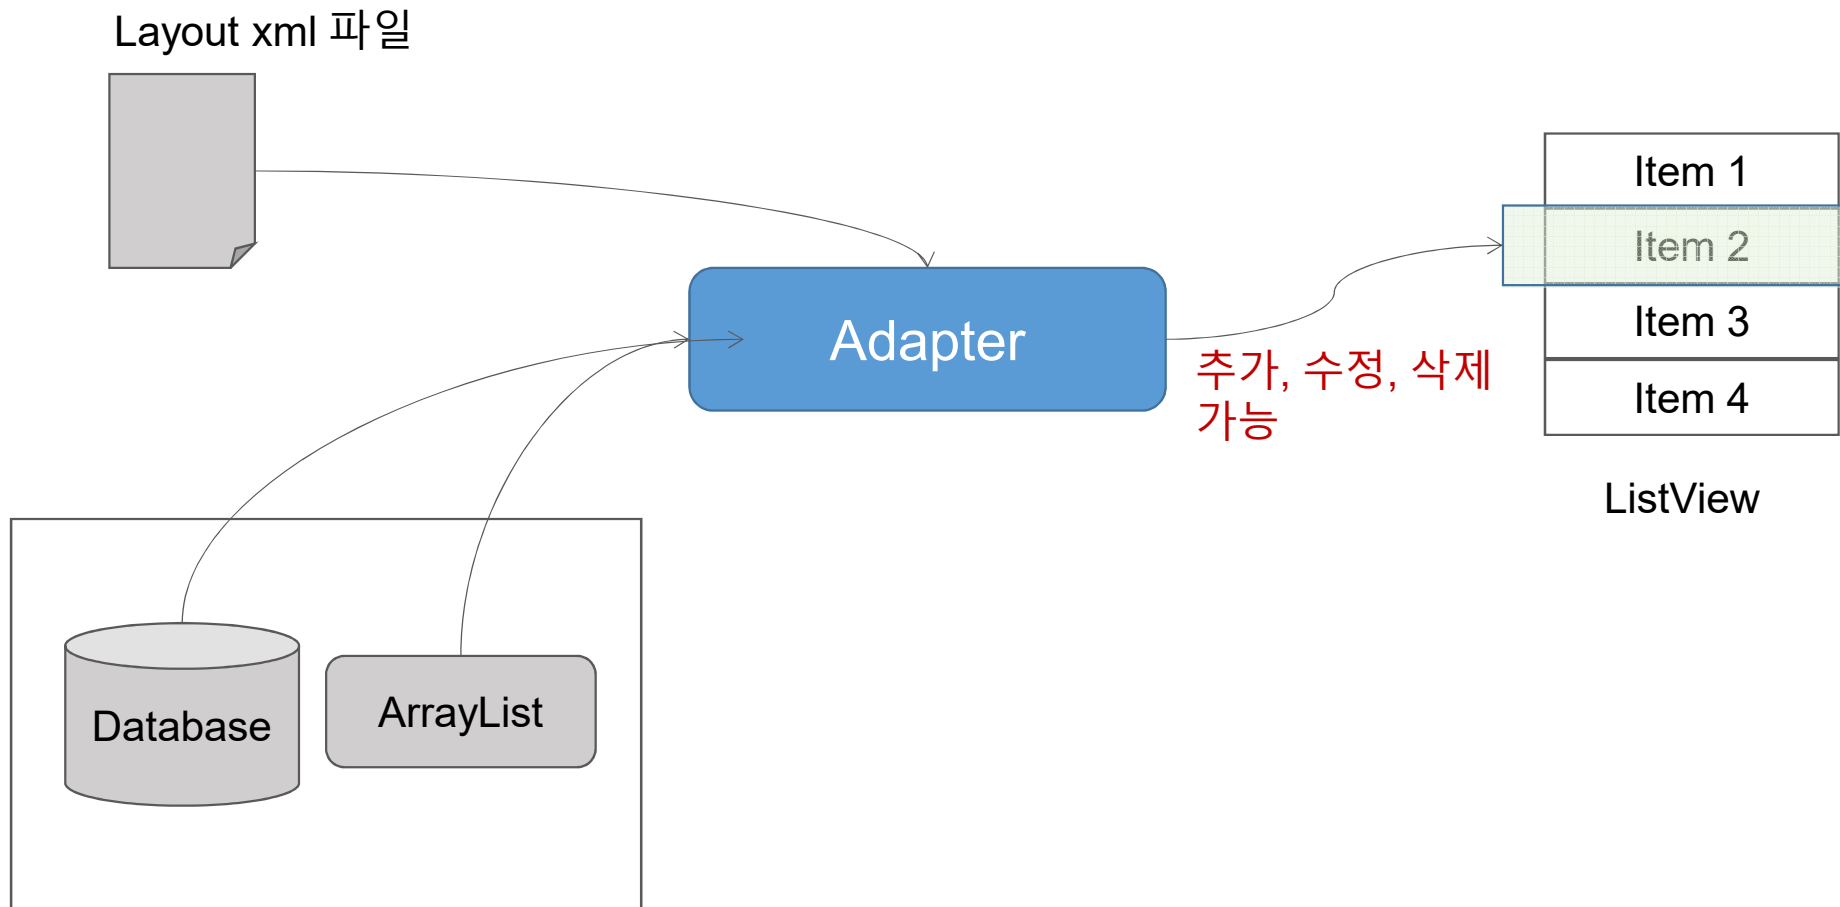 Layout xml 파일
Item 1
Item 2
Adapter
Item 3
추가, 수정, 삭제
가능
Item 4
ListView
Database
ArrayList